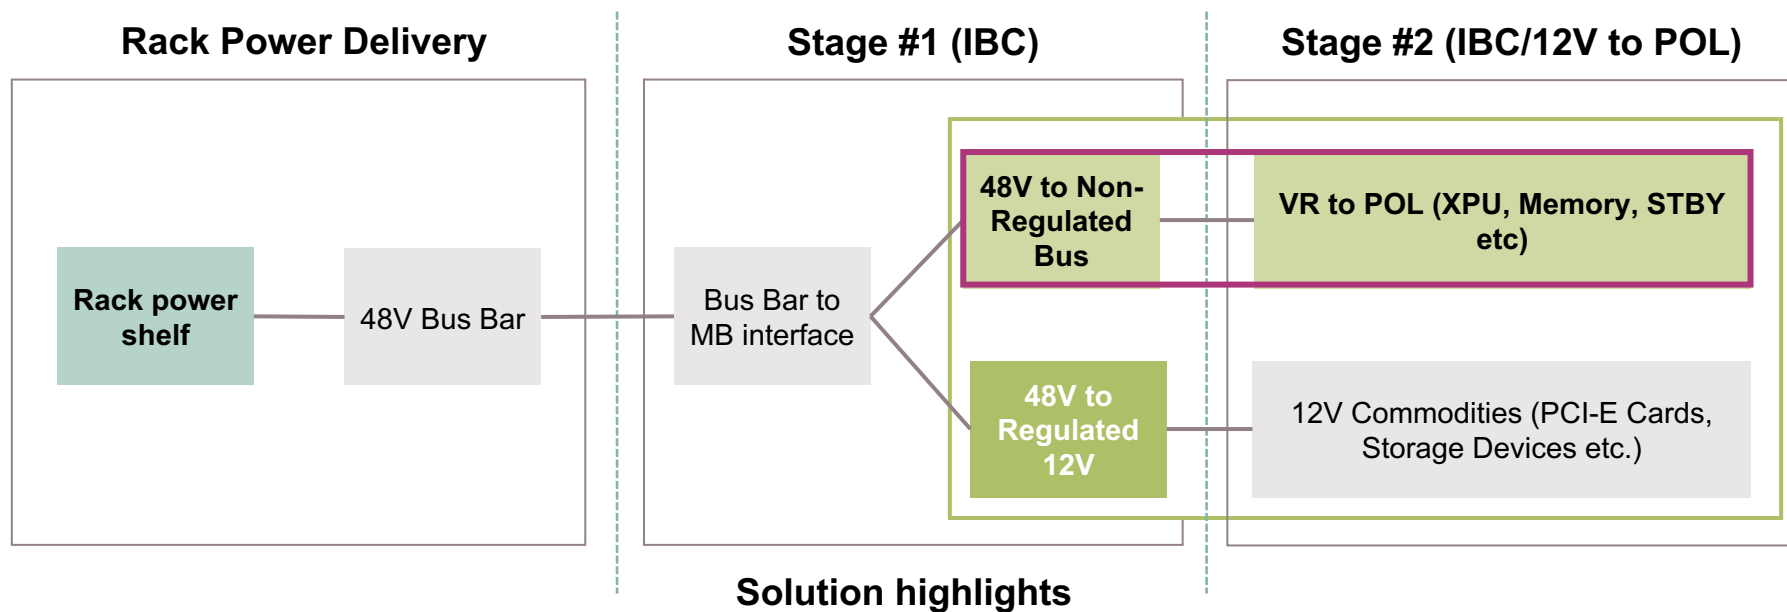 Rack Power Delivery
Stage #1 (IBC)
Stage #2 (IBC/12V to POL)
Rack power
shelf
48V Bus Bar
Bus Bar to
MB interface
48V to Non-
Regulated
Bus
VR to POL (XPU, Memory, STBY
etc)
48V to
Regulated
12V
12V Commodities (PCI-E Cards,
Storage Devices etc.)
Solution highlights